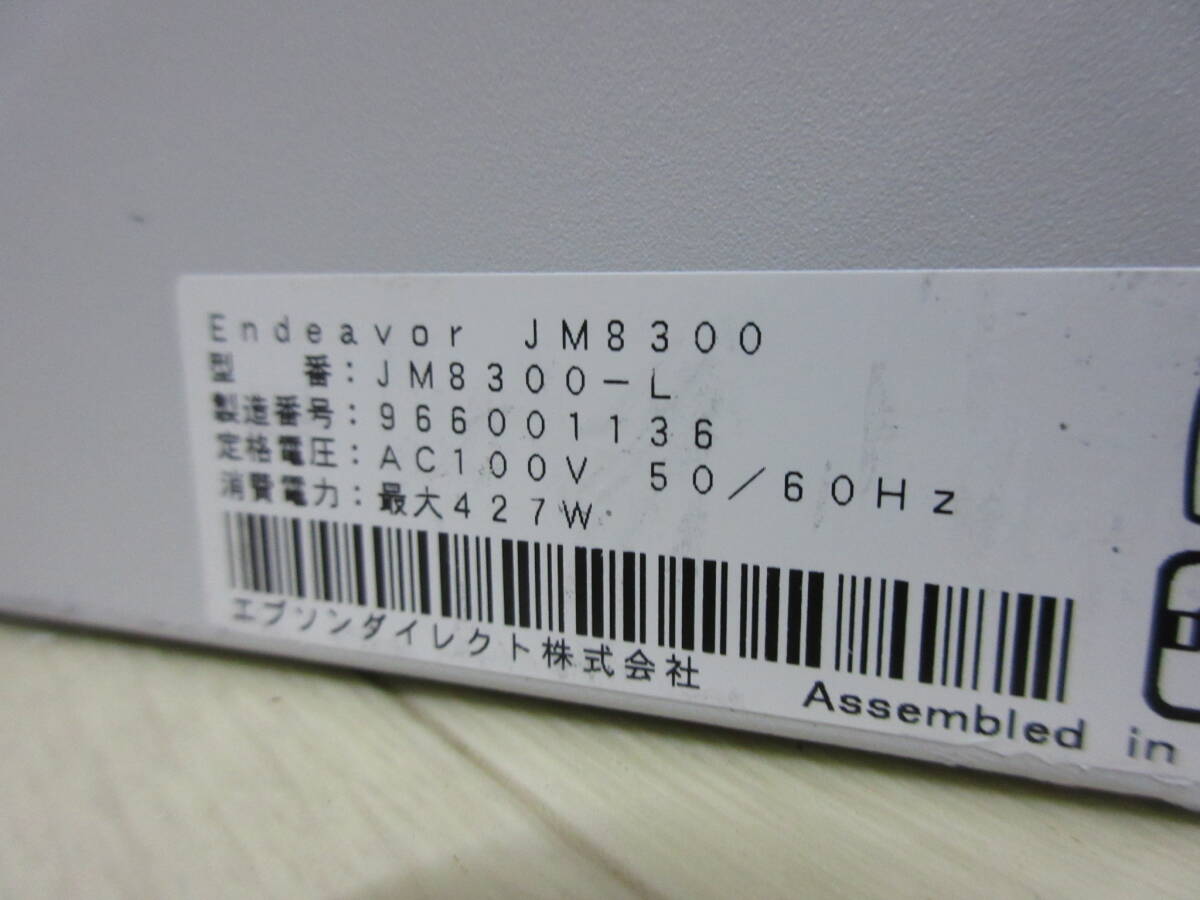 Endeavor JM8300
型 番:JM8300-L
製造番号:966001136
定格電圧:AC100V 50/60Hz
消費電力:最大427W
エプソンダイレクト株式会社
Assembled in